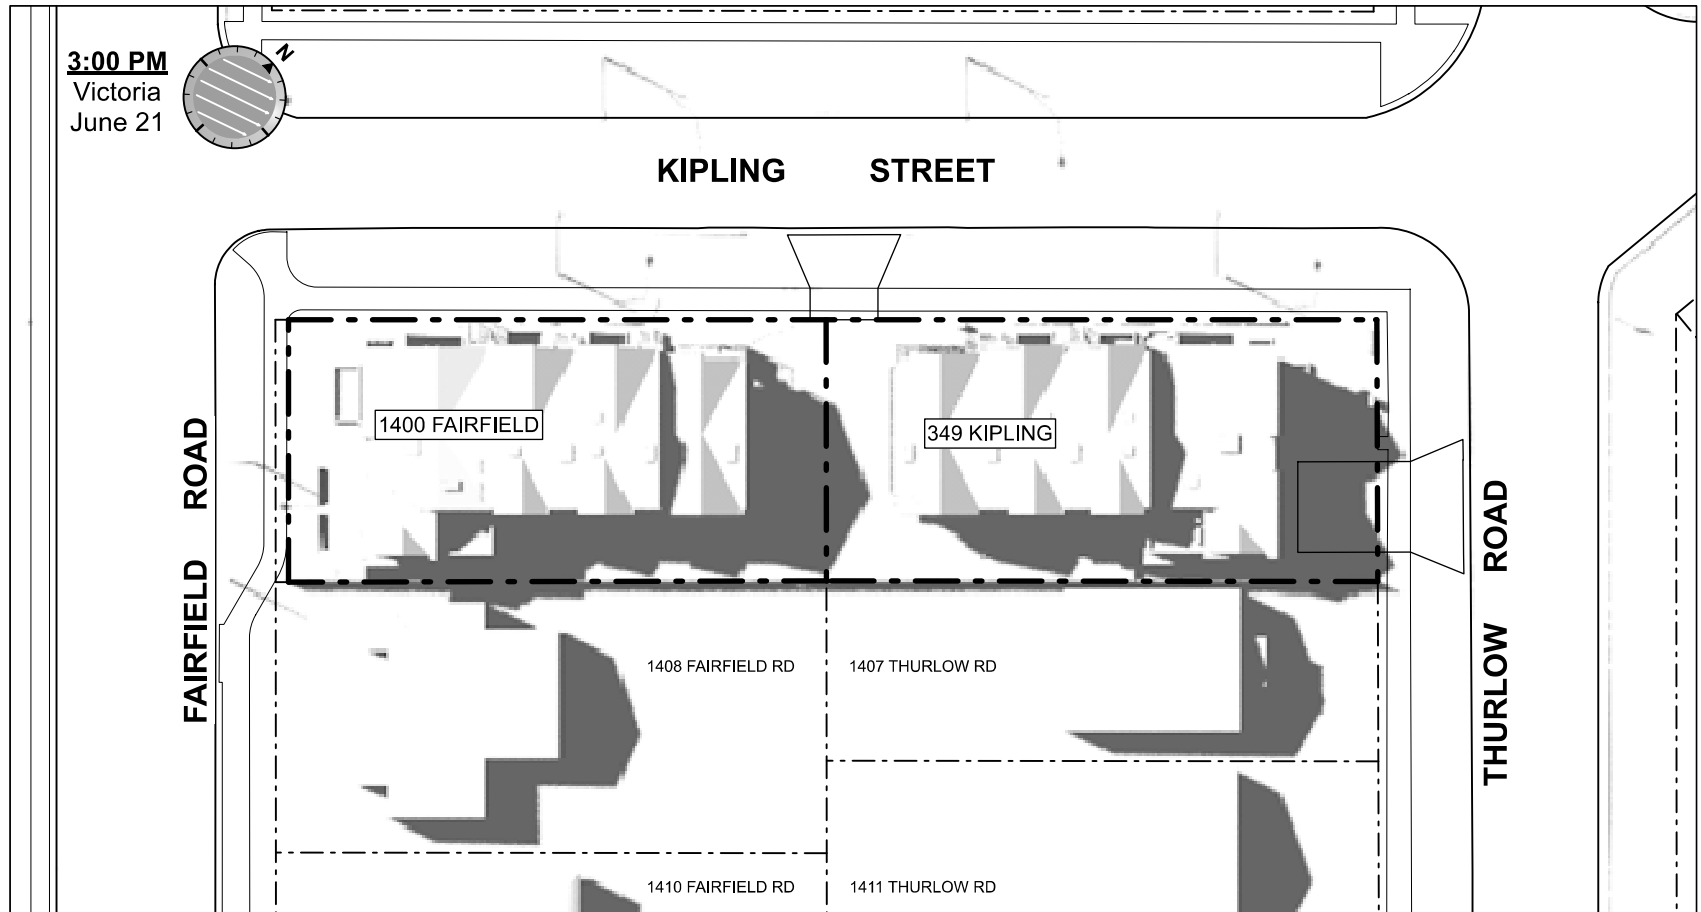 3:00 PM
Victoria
June 21
N
KIPLING STREET
1400 FAIRFIELD
349 KIPLING
FAIRFIELD ROAD
THURLOW ROAD
1408 FAIRFIELD RD
1407 THURLOW RD
1410 FAIRFIELD RD
1411 THURLOW RD